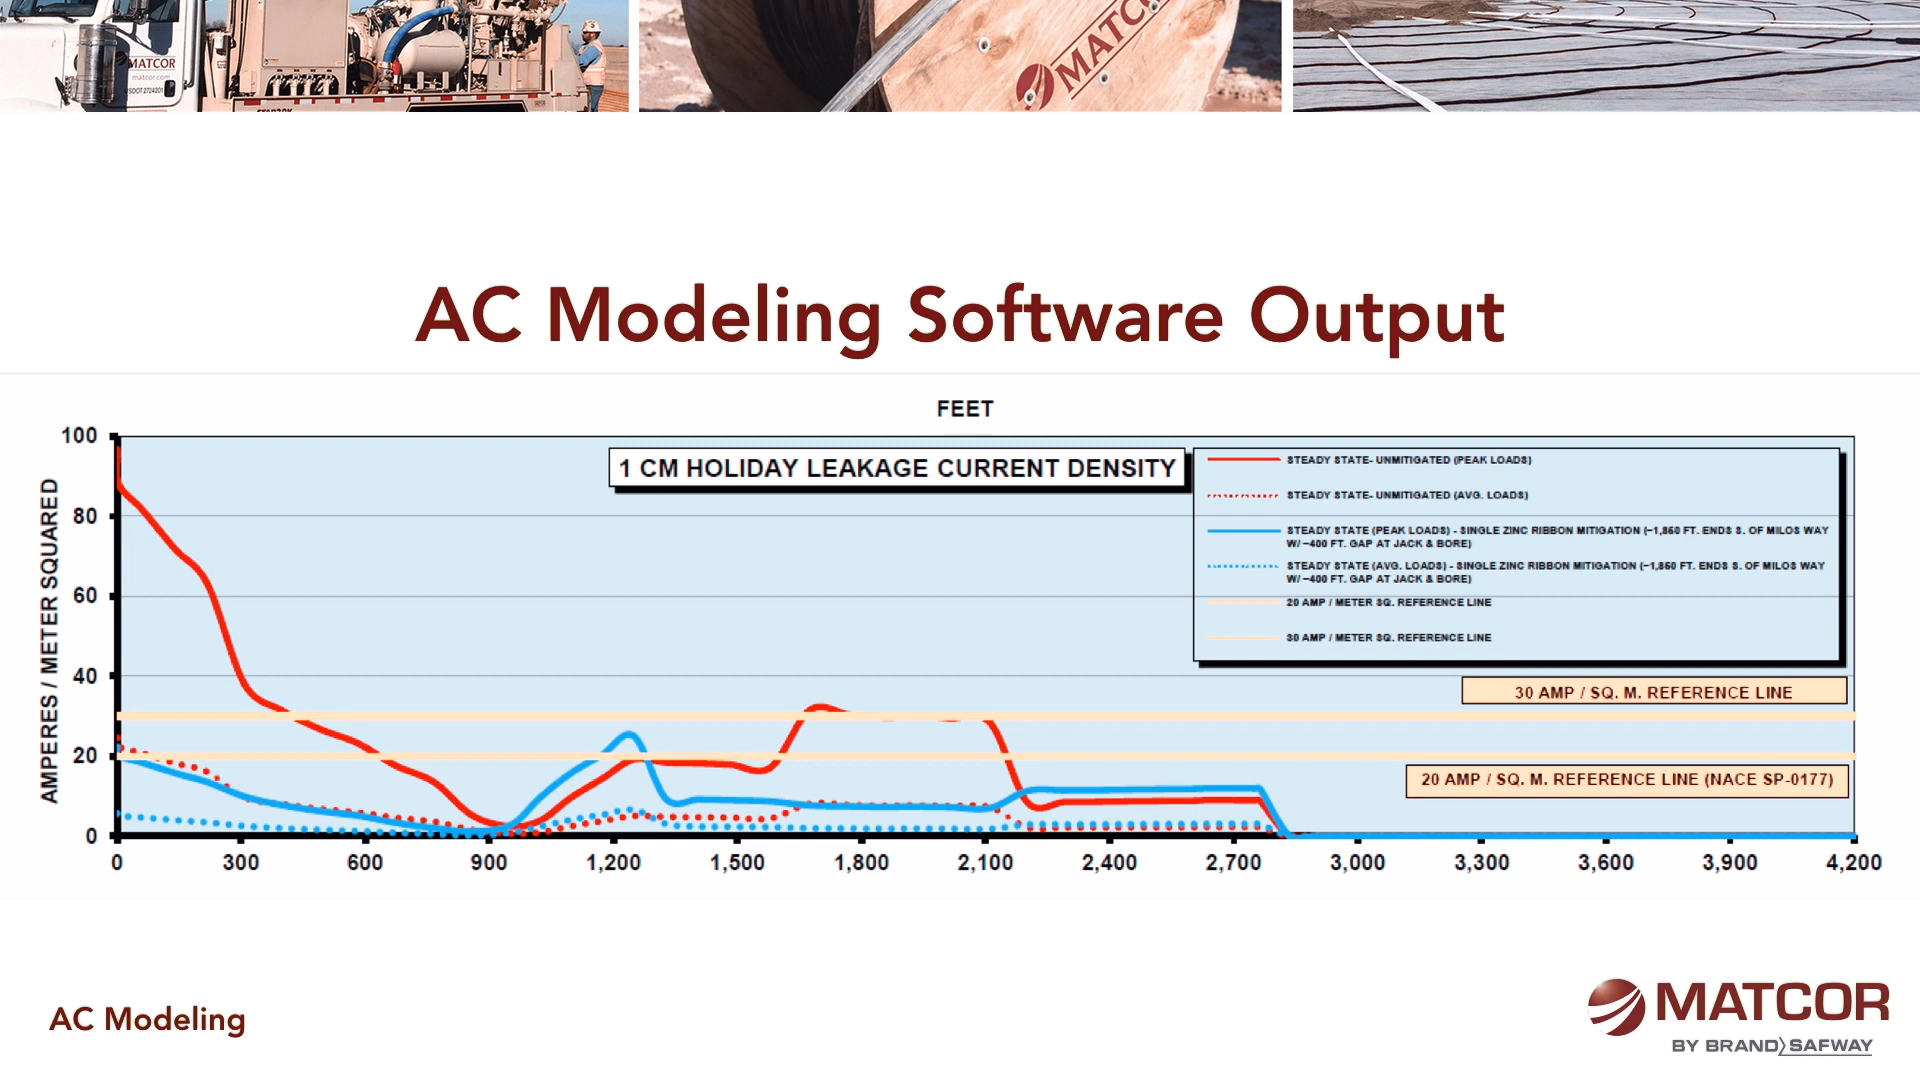 MATCOR
matcor.com
USDOT 2724201
MATCOR
AC Modeling Software Output
FEET
100
80
60
40
20
0
AMPERES / METER SQUARED
1 CM HOLIDAY LEAKAGE CURRENT DENSITY
STEADY STATE- UNMITIGATED (PEAK LOADS)
STEADY STATE- UNMITIGATED (AVG. LOADS)
STEADY STATE (PEAK LOADS) - SINGLE ZINC RIBBON MITIGATION (~1,850 FT. ENDS S. OF MILOS WAY
W/ ~400 FT. GAP AT JACK & BORE)
STEADY STATE (AVG. LOADS) - SINGLE ZINC RIBBON MITIGATION (~1,850 FT. ENDS S. OF MILOS WAY
W/ ~400 FT. GAP AT JACK & BORE)
20 AMP / METER SQ. REFERENCE LINE
30 AMP / METER SQ. REFERENCE LINE
30 AMP / SQ. M. REFERENCE LINE
20 AMP / SQ. M. REFERENCE LINE (NACE SP-0177)
0 300 600 900 1,200 1,500 1,800 2,100 2,400 2,700 3,000 3,300 3,600 3,900 4,200
AC Modeling
MATCOR
BY BRAND SAFWAY